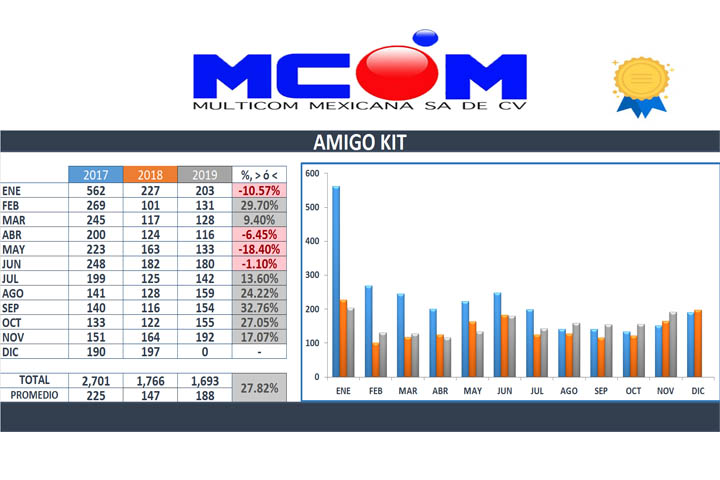 MCOM
MULTICOM MEXICANA SA DE CV
AMIGO KIT
2017 2018 2019 %, > ó <
ENE 562 227 203 -10.57%
FEB 269 101 131 29.70%
MAR 245 117 128 9.40%
ABR 200 124 116 -6.45%
MAY 223 163 133 -18.40%
JUN 248 182 180 -1.10%
JUL 199 125 142 13.60%
AGO 141 128 159 24.22%
SEP 140 116 154 32.76%
OCT 133 122 155 27.05%
NOV 151 164 192 17.07%
DIC 190 197 0 -
TOTAL 2,701 1,766 1,693 27.82%
PROMEDIO 225 147 188
600
500
400
300
200
100
0
ENE FEB MAR ABR MAY JUN JUL AGO SEP OCT NOV DIC